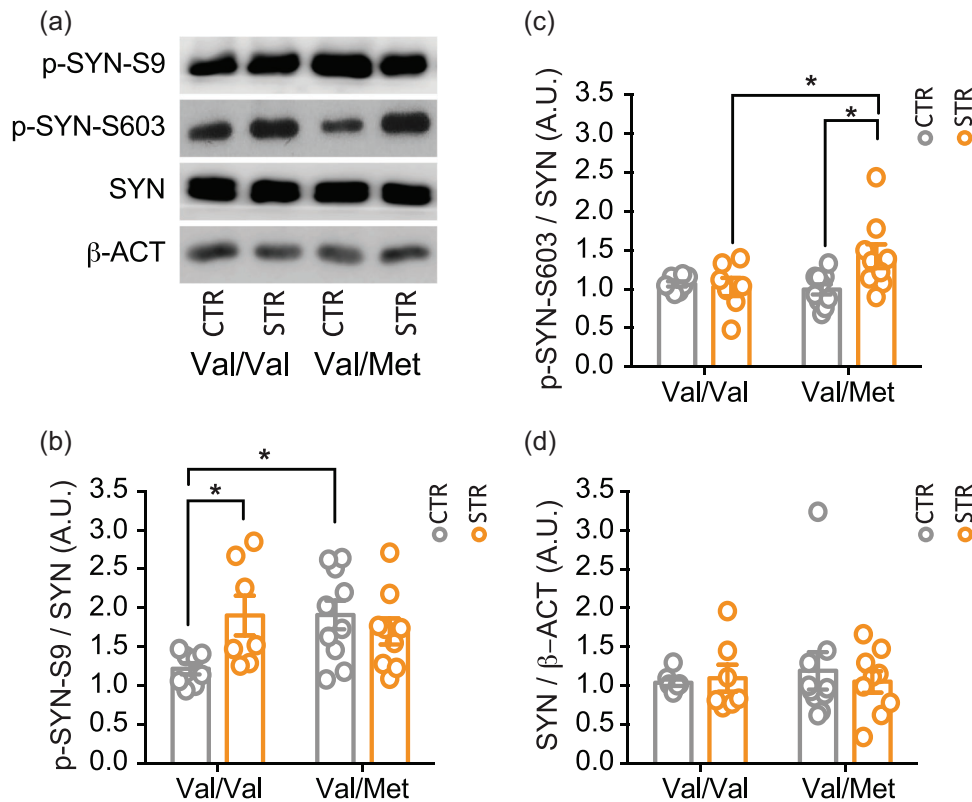 (a)
p-SYN-S9
p-SYN-S603
SYN
β-ACT
CTR STR CTR STR
Val/Val Val/Met
(c)
p-SYN-S603 / SYN (A.U.)
3.5
3.0
2.5
2.0
1.5
1.0
0.5
0.0
*
*
CTR
STR
Val/Val Val/Met
(b)
p-SYN-S9 / SYN (A.U.)
3.5
3.0
2.5
2.0
1.5
1.0
0.5
0.0
*
*
CTR
STR
Val/Val Val/Met
(d)
SYN / β–ACT (A.U.)
3.5
3.0
2.5
2.0
1.5
1.0
0.5
0.0
CTR
STR
Val/Val Val/Met